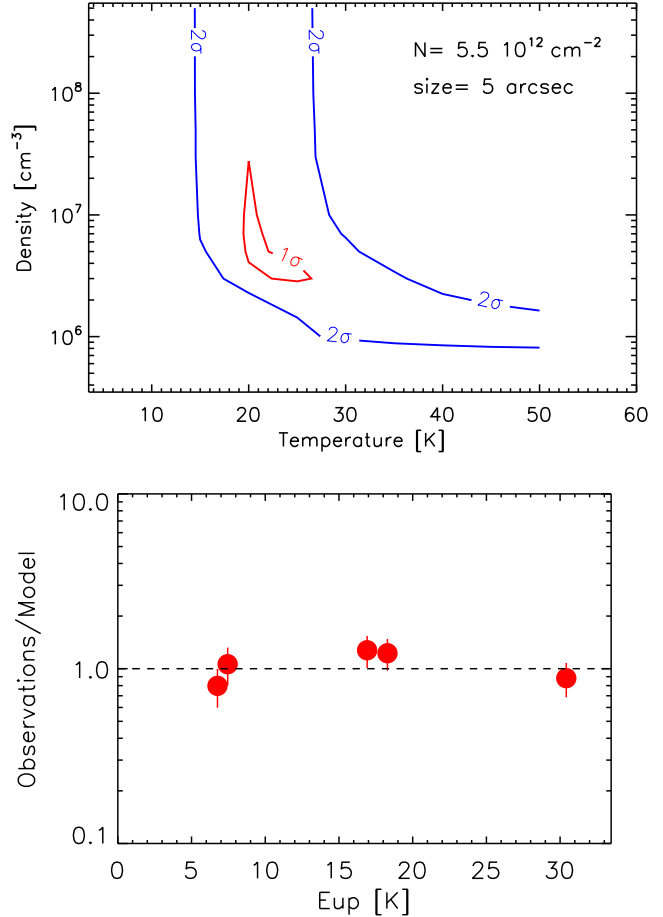 2σ
2σ
N= 5.5 10¹² cm⁻²
size= 5 arcsec
10⁸
10⁷
10⁶
Density [cm⁻³]
1σ
2σ
2σ
10
20
30
40
50
60
Temperature [K]
10.0
1.0
0.1
Observations/Model
0
5
10
15
20
25
30
Eup [K]